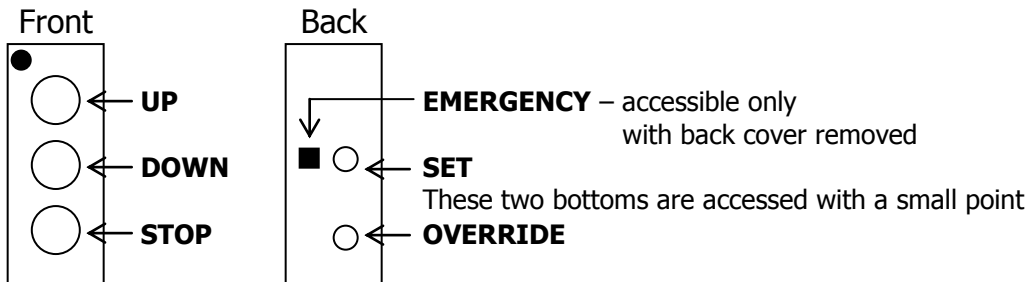 Front
Back
UP
EMERGENCY – accessible only
with back cover removed
DOWN
SET
These two bottoms are accessed with a small point
STOP
OVERRIDE